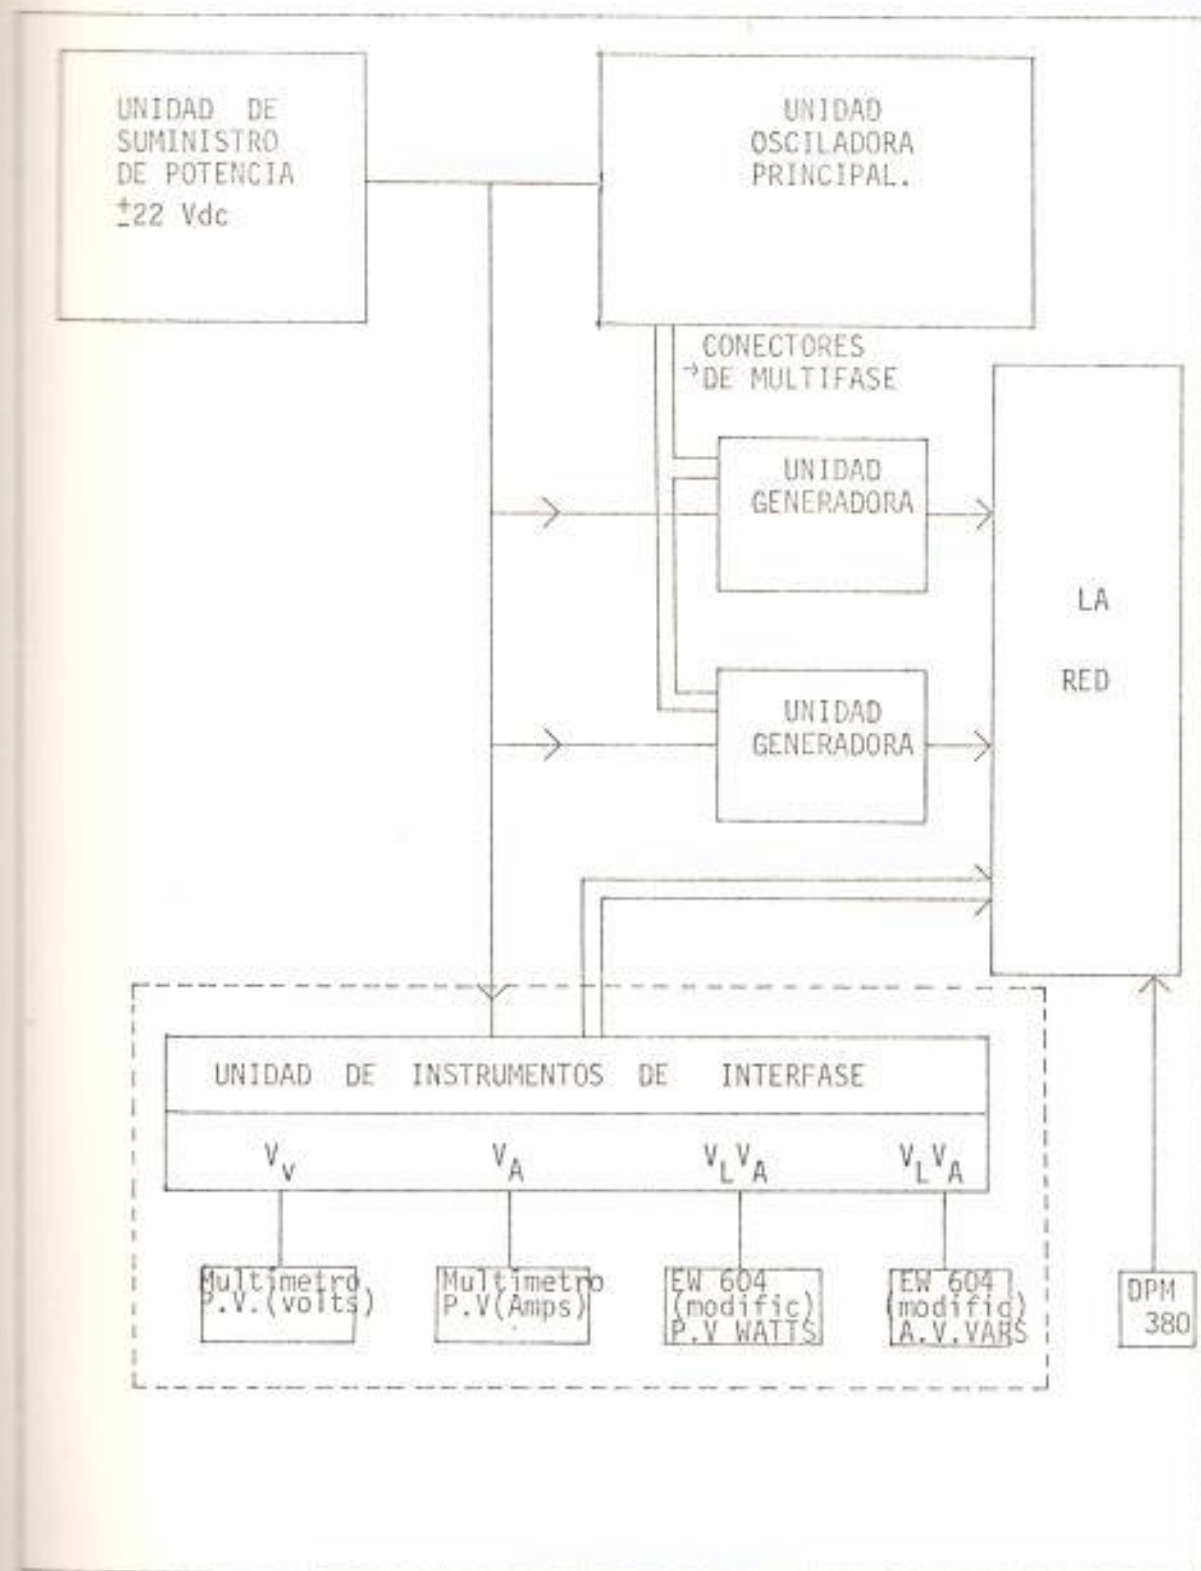 UNIDAD DE
SUMINISTRO
DE POTENCIA
±22 Vdc
UNIDAD
OSCILADORA
PRINCIPAL.
CONECTORES
→DE MULTIFASE
UNIDAD
GENERADORA
LA
RED
UNIDAD
GENERADORA
UNIDAD DE INSTRUMENTOS DE INTERFASE
Vv
VA
VLVA
VLVA
Multímetro
P.V.(volts)
Multímetro
P.V(Amps)
EW 604
(modific)
P.V WATTS
EW 604
(modific)
A.V.VARS
DPM
380